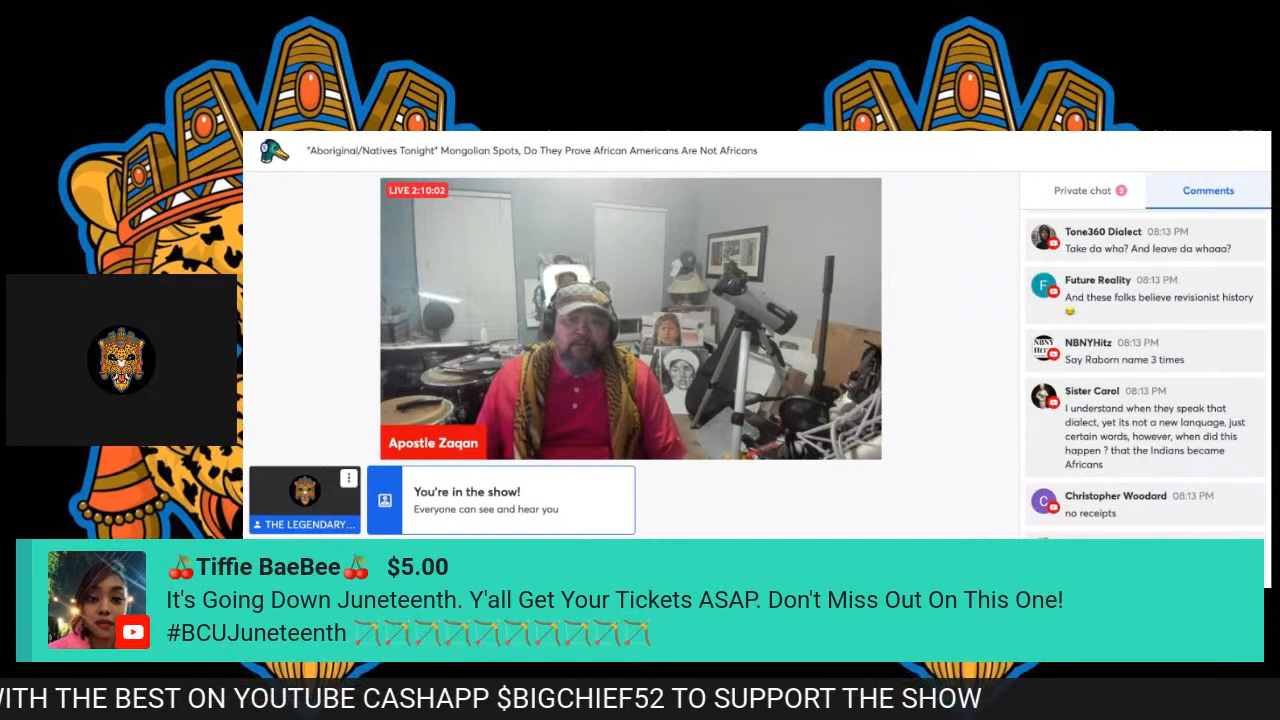 "Aboriginal/Natives Tonight" Mongolian Spots, Do They Prove African Americans Are Not Africans
LIVE 2:10:02
Apostle Zaqan
THE LEGENDARY...
You're in the show!
Everyone can see and hear you
Private chat 3
Comments
Tone360 Dialect 08:13 PM
Take da who? And leave da whaaa?
F
Future Reality 08:13 PM
And these folks believe revisionist history
😂
NBNYHitz 08:13 PM
Say Raborn name 3 times
Sister Carol 08:13 PM
I understand when they speak that
dialect, yet its not a new lanquage, just
certain words, however, when did this
happen ? that the Indians became
Africans
C
Christopher Woodard 08:13 PM
no receipts
🍒Tiffie BaeBee🍒 $5.00
It's Going Down Juneteenth. Y'all Get Your Tickets ASAP. Don't Miss Out On This One!
#BCUJuneteenth 🏹🏹🏹🏹🏹🏹🏹🏹🏹🏹
WITH THE BEST ON YOUTUBE CASHAPP $BIGCHIEF52 TO SUPPORT THE SHOW